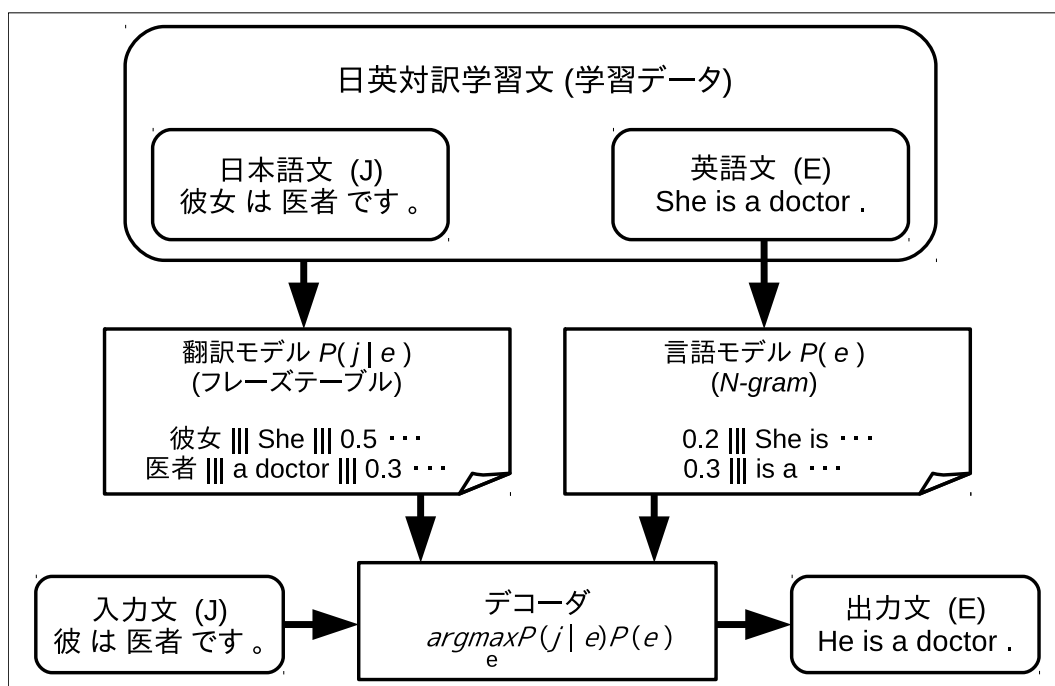 日英対訳学習文 (学習データ)
日本語文 (J)
彼女 は 医者 です 。
英語文 (E)
She is a doctor .
翻訳モデル P( j | e )
(フレーズテーブル)
彼女 ||| She ||| 0.5 ･･･
医者 ||| a doctor ||| 0.3 ･･･
言語モデル P( e )
(N-gram)
0.2 ||| She is ･･･
0.3 ||| is a ･･･
入力文 (J)
彼 は 医者 です 。
デコーダ
argmaxP(j | e)P(e)
e
出力文 (E)
He is a doctor .